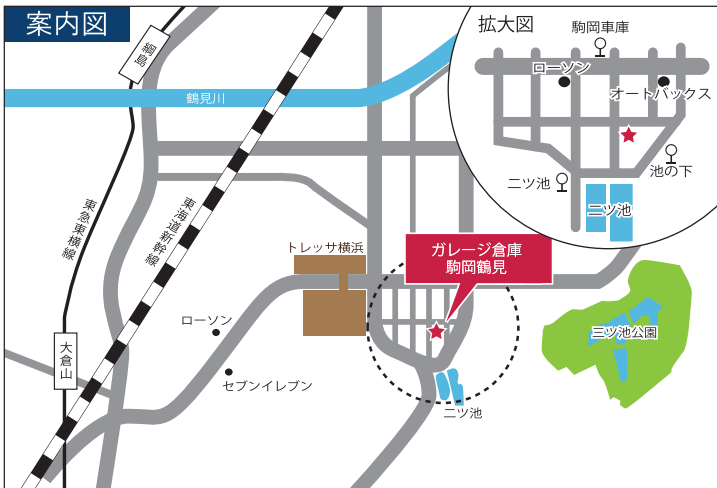 案内図
綱島
鶴見川
東急東横線
東海道新幹線
大倉山
トレッサ横浜
ローソン
セブンイレブン
ガレージ倉庫
駒岡鶴見
二ツ池
三ツ池公園
拡大図
駒岡車庫
ローソン
オートバックス
二ツ池
池の下
二ツ池